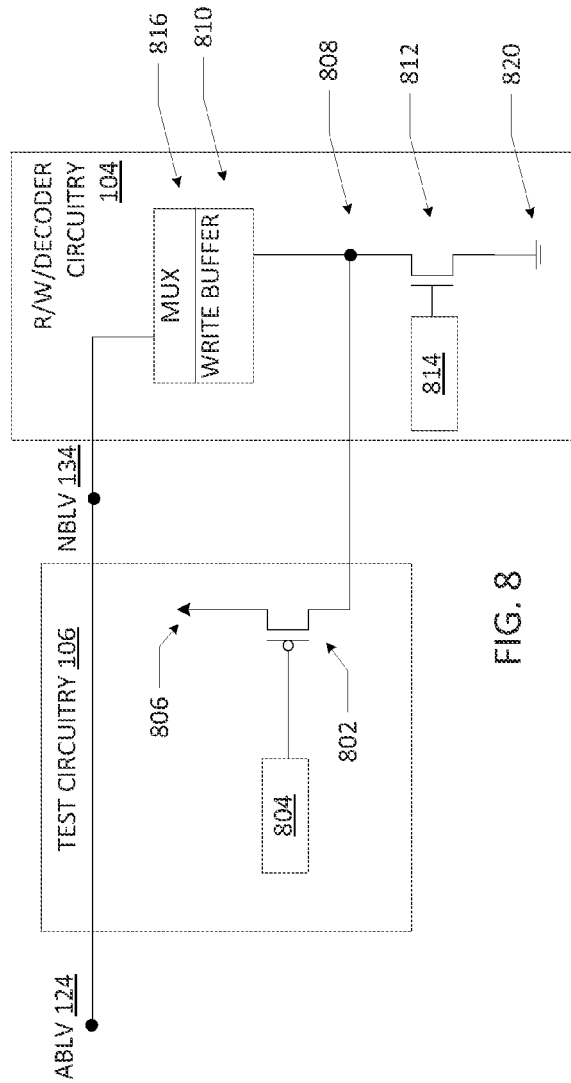 ABLV 124
TEST CIRCUITRY 106
806
804
802
NBLV 134
R/W/DECODER
CIRCUITRY
104
MUX
WRITE BUFFER
814
816
810
808
812
820
FIG. 8